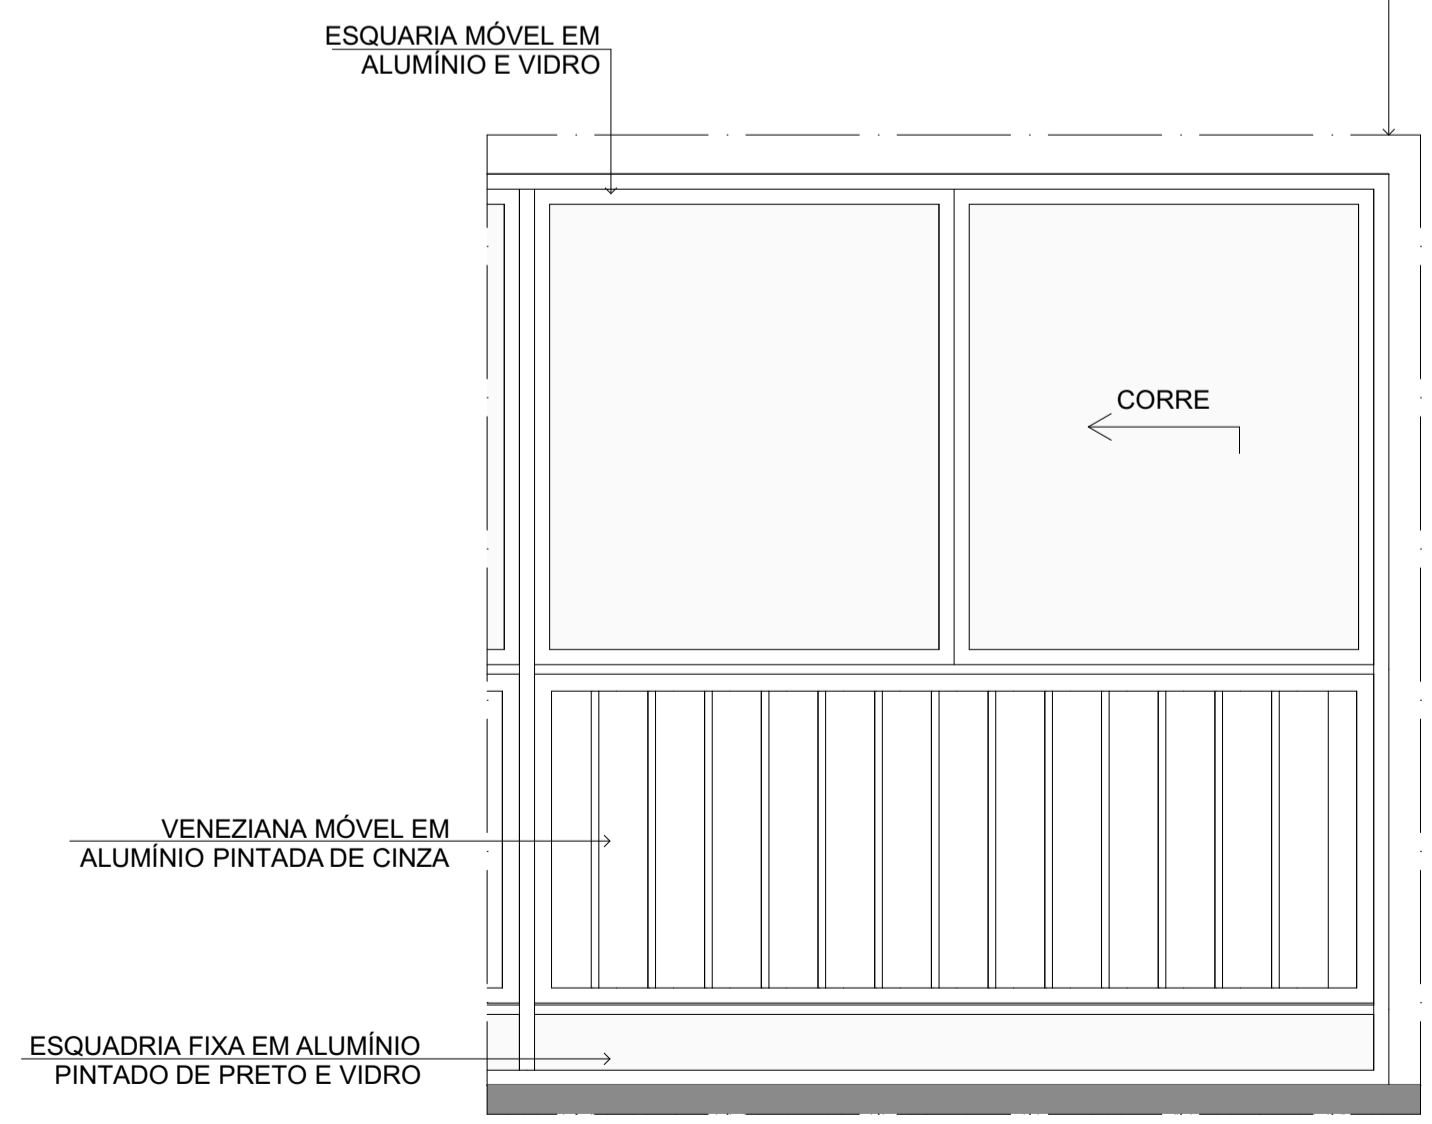 ESQUARIA MÓVEL EM
ALUMÍNIO E VIDRO
CORRE
VENEZIANA MÓVEL EM
ALUMÍNIO PINTADA DE CINZA
ESQUADRIA FIXA EM ALUMÍNIO
PINTADO DE PRETO E VIDRO